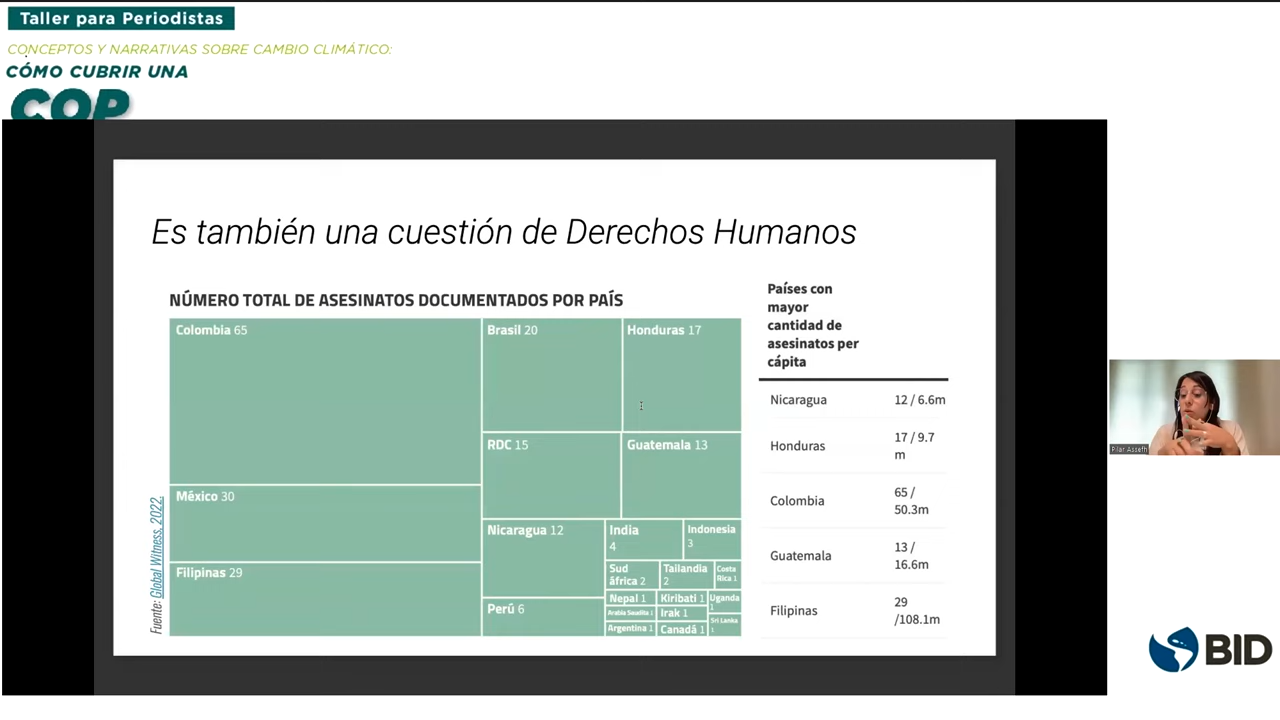 Taller para Periodistas
CONCEPTOS Y NARRATIVAS SOBRE CAMBIO CLIMÁTICO:
CÓMO CUBRIR UNA
COP
Es también una cuestión de Derechos Humanos
NÚMERO TOTAL DE ASESINATOS DOCUMENTADOS POR PAÍS
Colombia 65
México 30
Filipinas 29
Brasil 20
Honduras 17
RDC 15
Guatemala 13
Nicaragua 12
Perú 6
India
4
Indonesia
3
Sud
áfrica 2
Tailandia
2
Costa
Rica 1
Nepal 1
Kiribati 1
Uganda
1
Arabia Saudita 1
Irak 1
Sri Lanka
1
Argentina 1
Canadá 1
Fuente: Global Witness, 2022.
Países con
mayor
cantidad de
asesinatos per
cápita
Nicaragua
12 / 6.6m
Honduras
17 / 9.7
m
Colombia
65 /
50.3m
Guatemala
13 /
16.6m
Filipinas
29
/108.1m
Pilar Assefh
BID